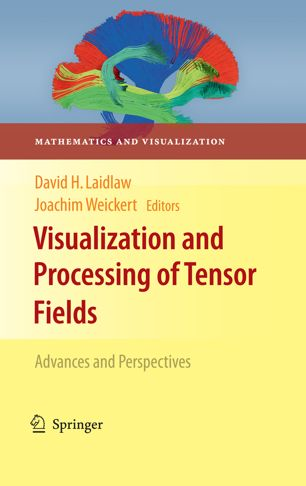 MATHEMATICS AND VISUALIZATION
David H. Laidlaw
Joachim Weickert Editors
Visualization and
Processing of Tensor
Fields
Advances and Perspectives
Springer